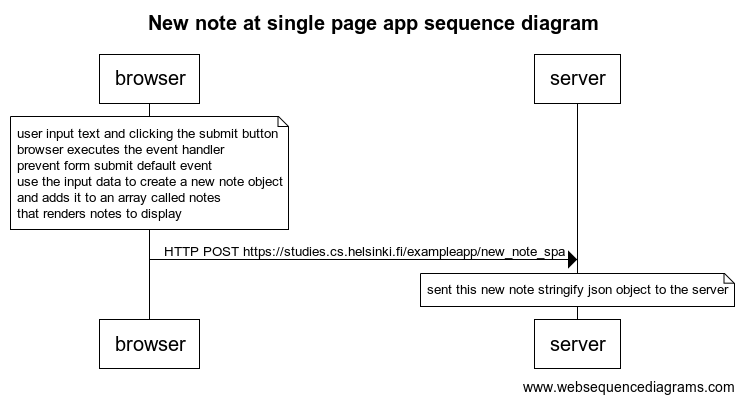 New note at single page app sequence diagram
browser
server
user input text and clicking the submit button
browser executes the event handler
prevent form submit default event
use the input data to create a new note object
and adds it to an array called notes
that renders notes to display
HTTP POST https://studies.cs.helsinki.fi/exampleapp/new_note_spa
sent this new note stringify json object to the server
browser
server
www.websequencediagrams.com